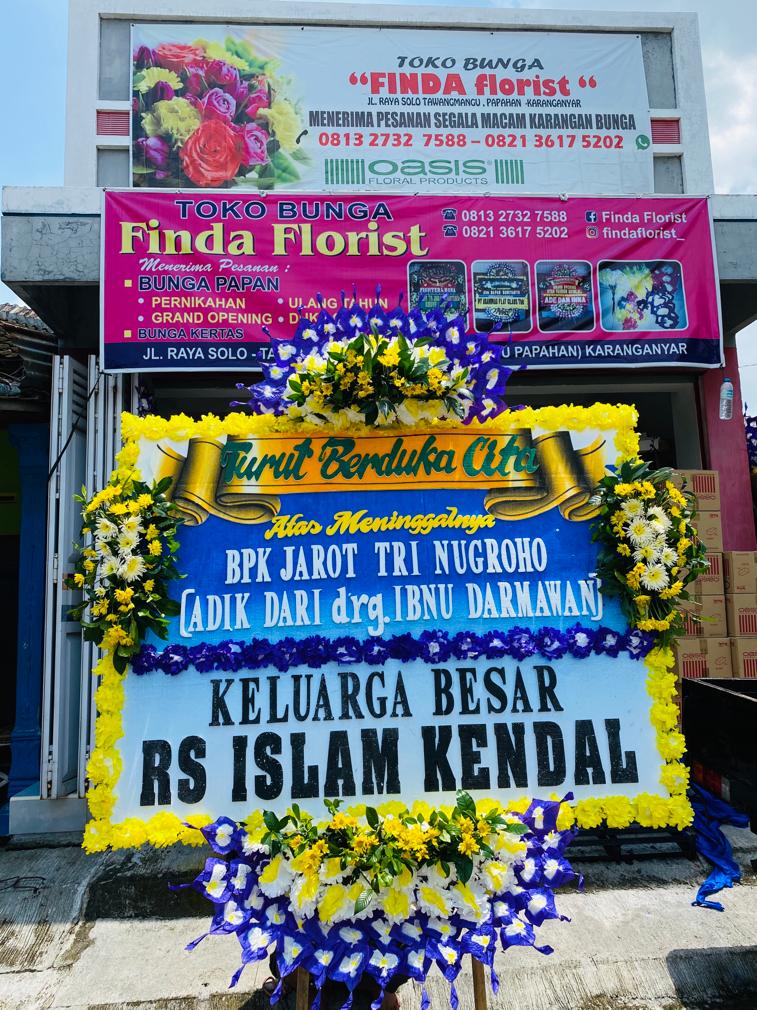 TOKO BUNGA
“FINDA florist “
JL. RAYA SOLO TAWANGMANGU , PAPAHAN -KARANGANYAR
MENERIMA PESANAN SEGALA MACAM KARANGAN BUNGA
0813 2732 7588 – 0821 3617 5202
oasis®
FLORAL PRODUCTS
TOKO BUNGA
Finda Florist
0813 2732 7588
Finda Florist
0821 3617 5202
findaflorist_
Menerima Pesanan :
BUNGA PAPAN
• PERNIKAHAN
• ULANG TAHUN
• GRAND OPENING
BUNGA KERTAS
ADE DAN INKA
JL. RAYA SOLO - PAPAHAN) KARANGANYAR
Turut Berduka Cita
Atas Meninggalnya
BPK JAROT TRI NUGROHO
(ADIK DARI drg. IBNU DARMAWAN)
KELUARGA BESAR
RS ISLAM KENDAL